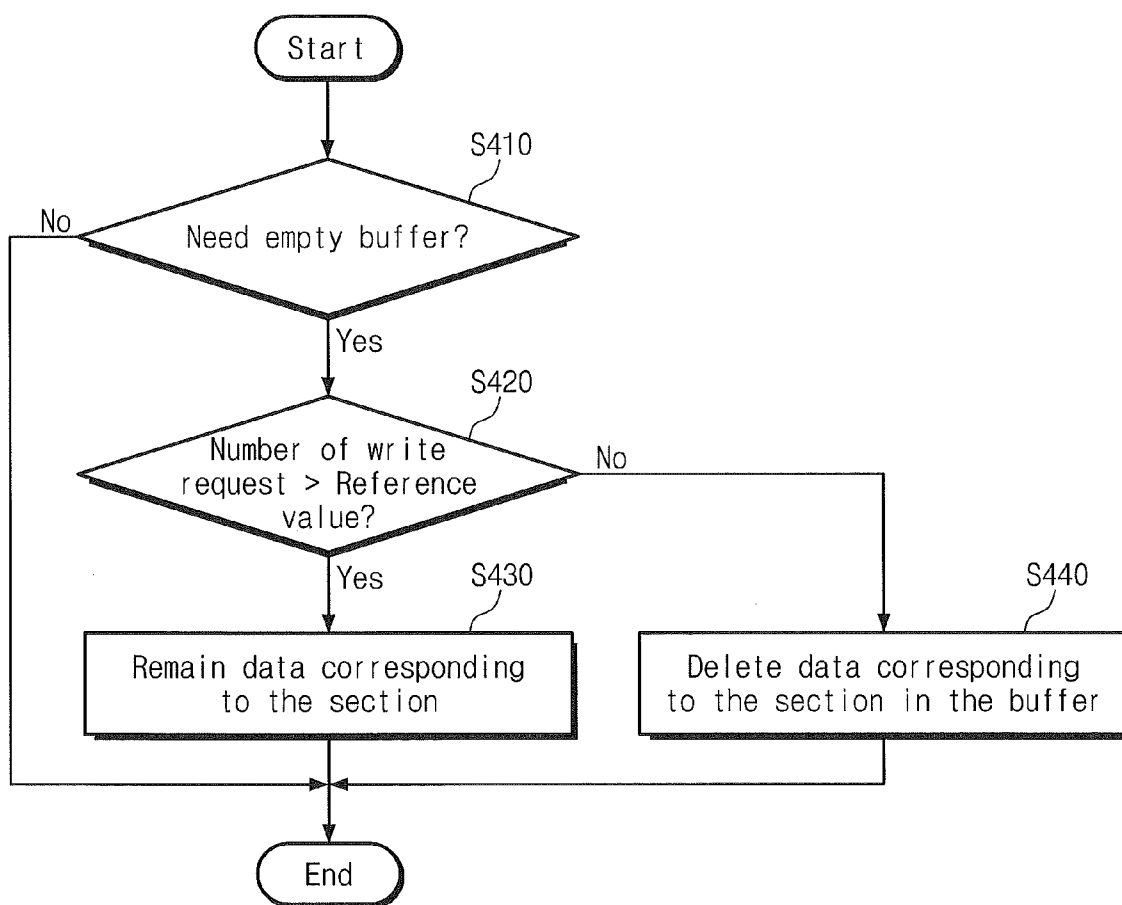 Start
S410
No
Need empty buffer?
Yes
S420
Number of write
request > Reference
value?
No
Yes
S430
S440
Remain data corresponding
to the section
Delete data corresponding
to the section in the buffer
End